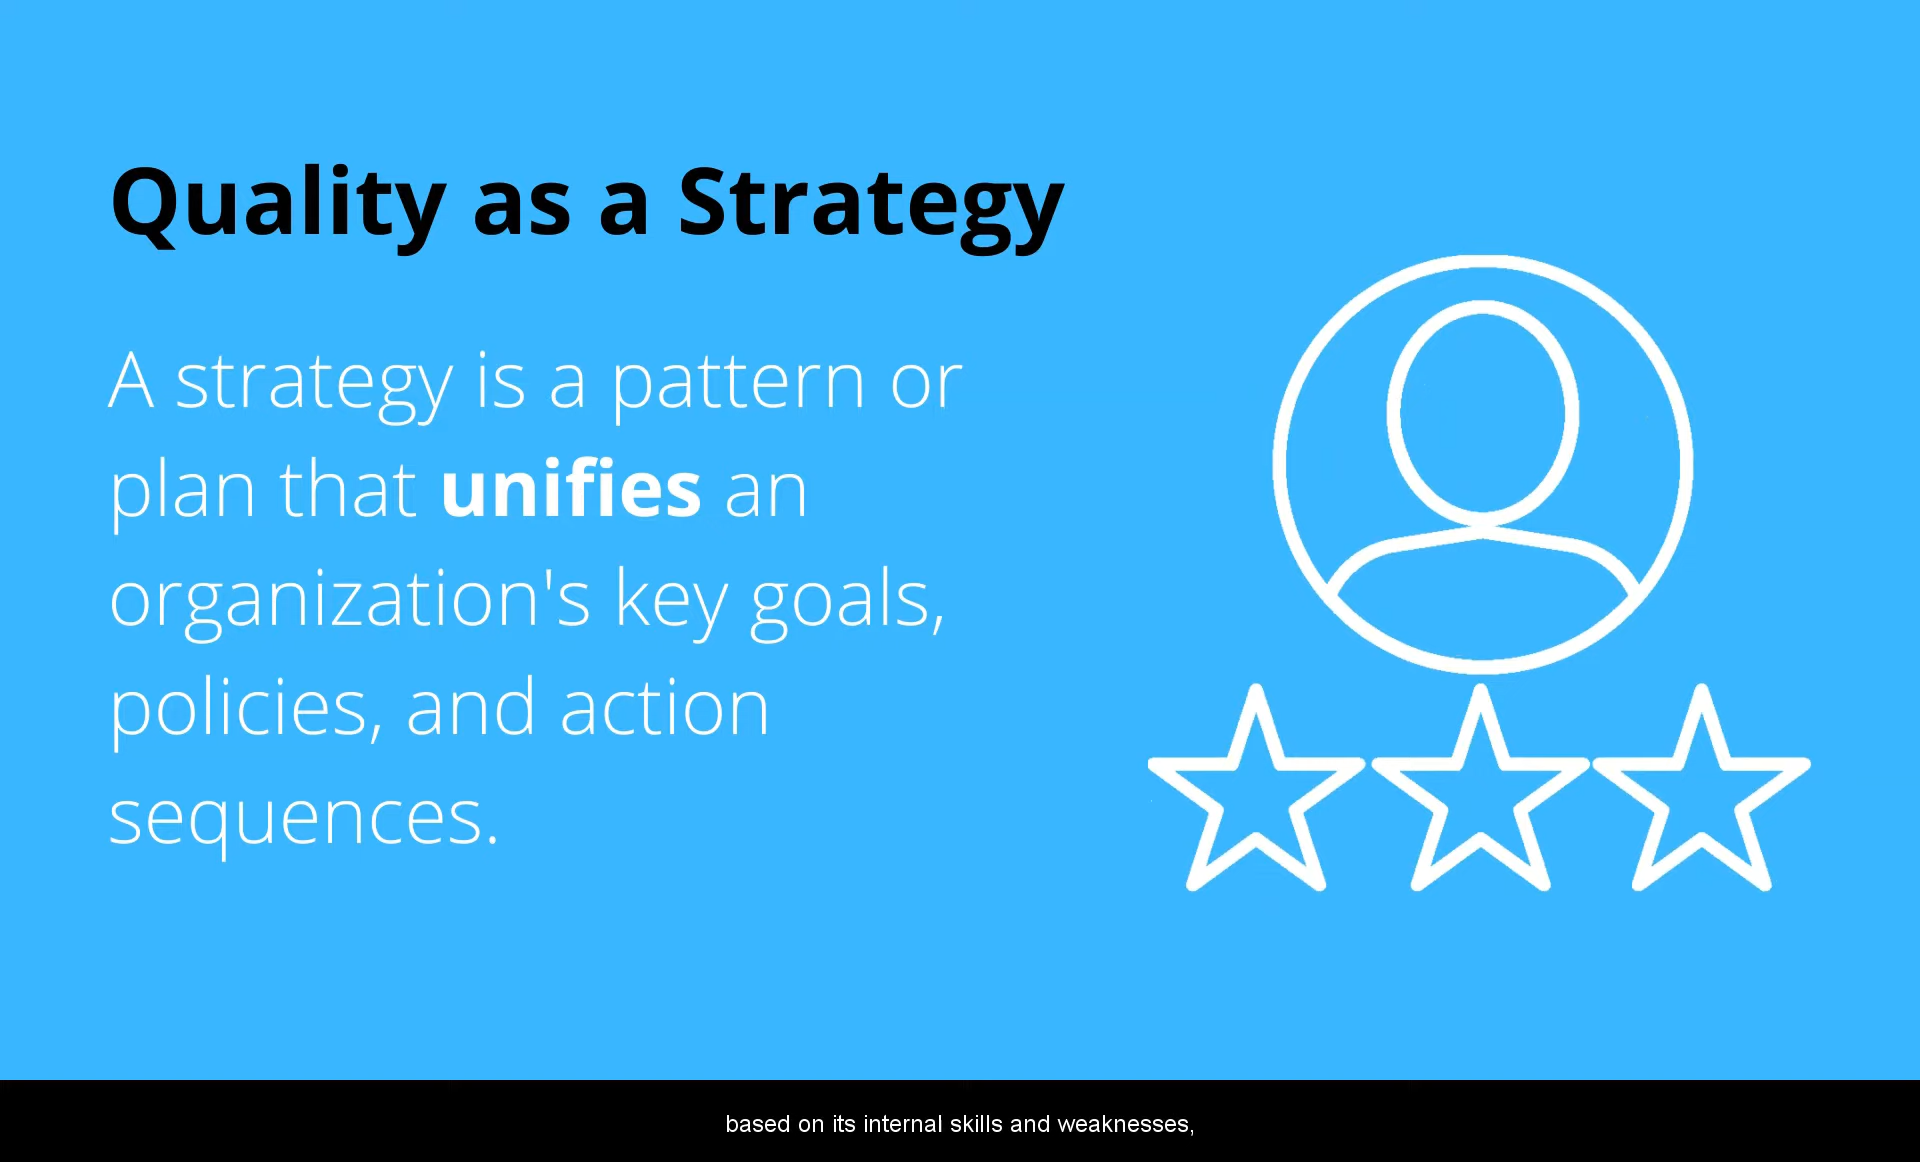 Quality as a Strategy
A strategy is a pattern or
plan that unifies an
organization's key goals,
policies, and action
sequences.
based on its internal skills and weaknesses,